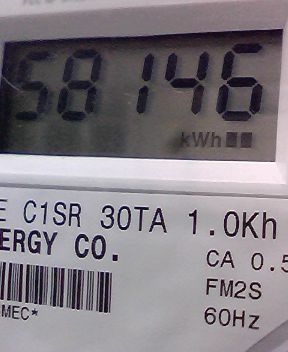 58146
kWh
E C1SR 30TA 1.0Kh
ERGY CO.
CA 0.5
FM2S
60Hz
MEC*